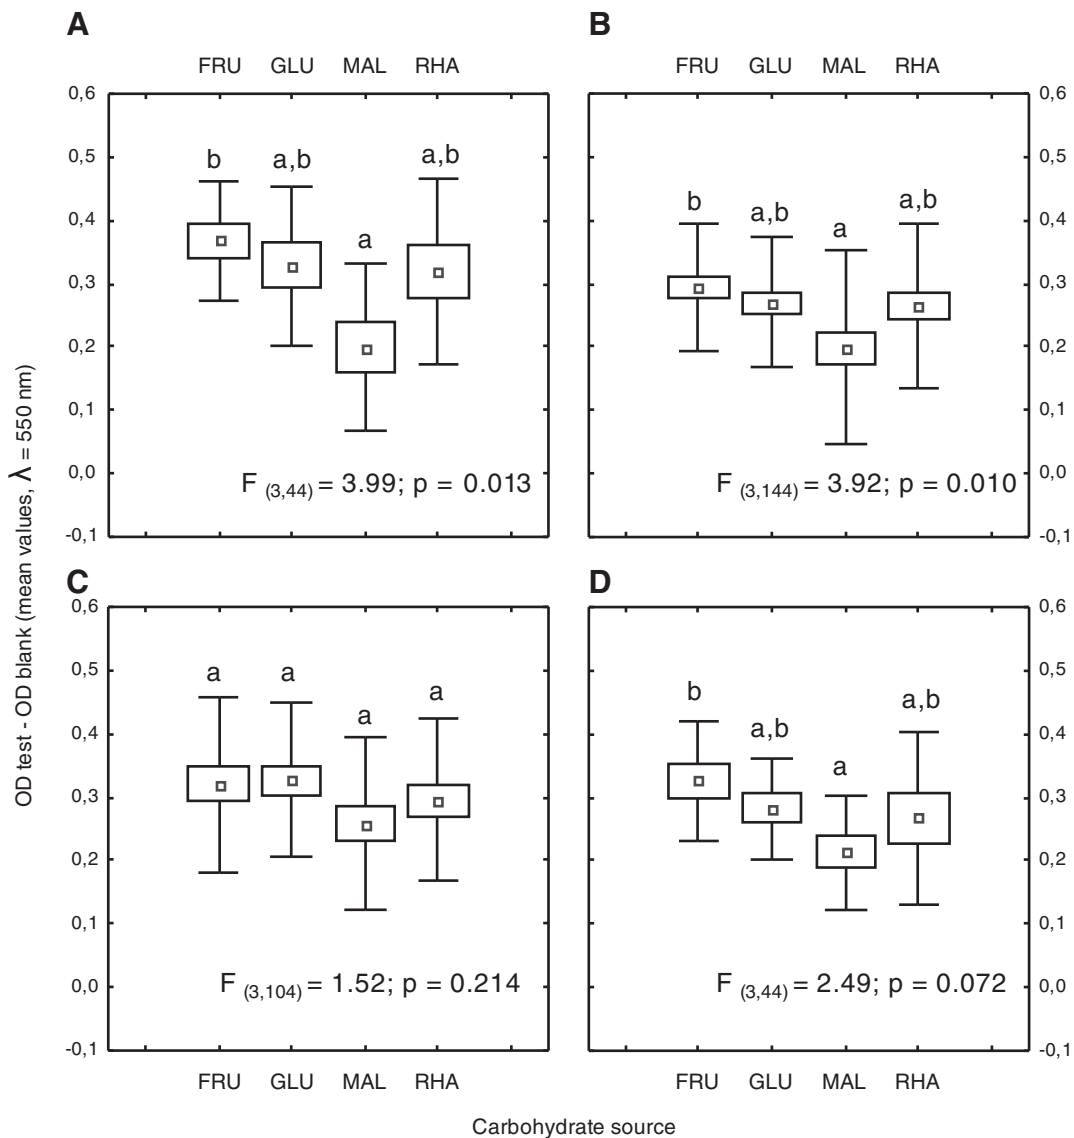 A
B
FRU GLU MAL RHA
FRU GLU MAL RHA
0,6
0,5
0,4
0,3
0,2
0,1
0,0
-0,1
b
a,b
a
a,b
F (3,44) = 3.99; p = 0.013
b
a,b
a
a,b
F (3,144) = 3.92; p = 0.010
0,6
0,5
0,4
0,3
0,2
0,1
0,0
-0,1
OD test - OD blank (mean values, λ = 550 nm)
C
D
0,6
0,5
0,4
0,3
0,2
0,1
0,0
-0,1
a
a
a
a
F (3,104) = 1.52; p = 0.214
b
a,b
a
a,b
F (3,44) = 2.49; p = 0.072
0,6
0,5
0,4
0,3
0,2
0,1
0,0
-0,1
FRU GLU MAL RHA
FRU GLU MAL RHA
Carbohydrate source